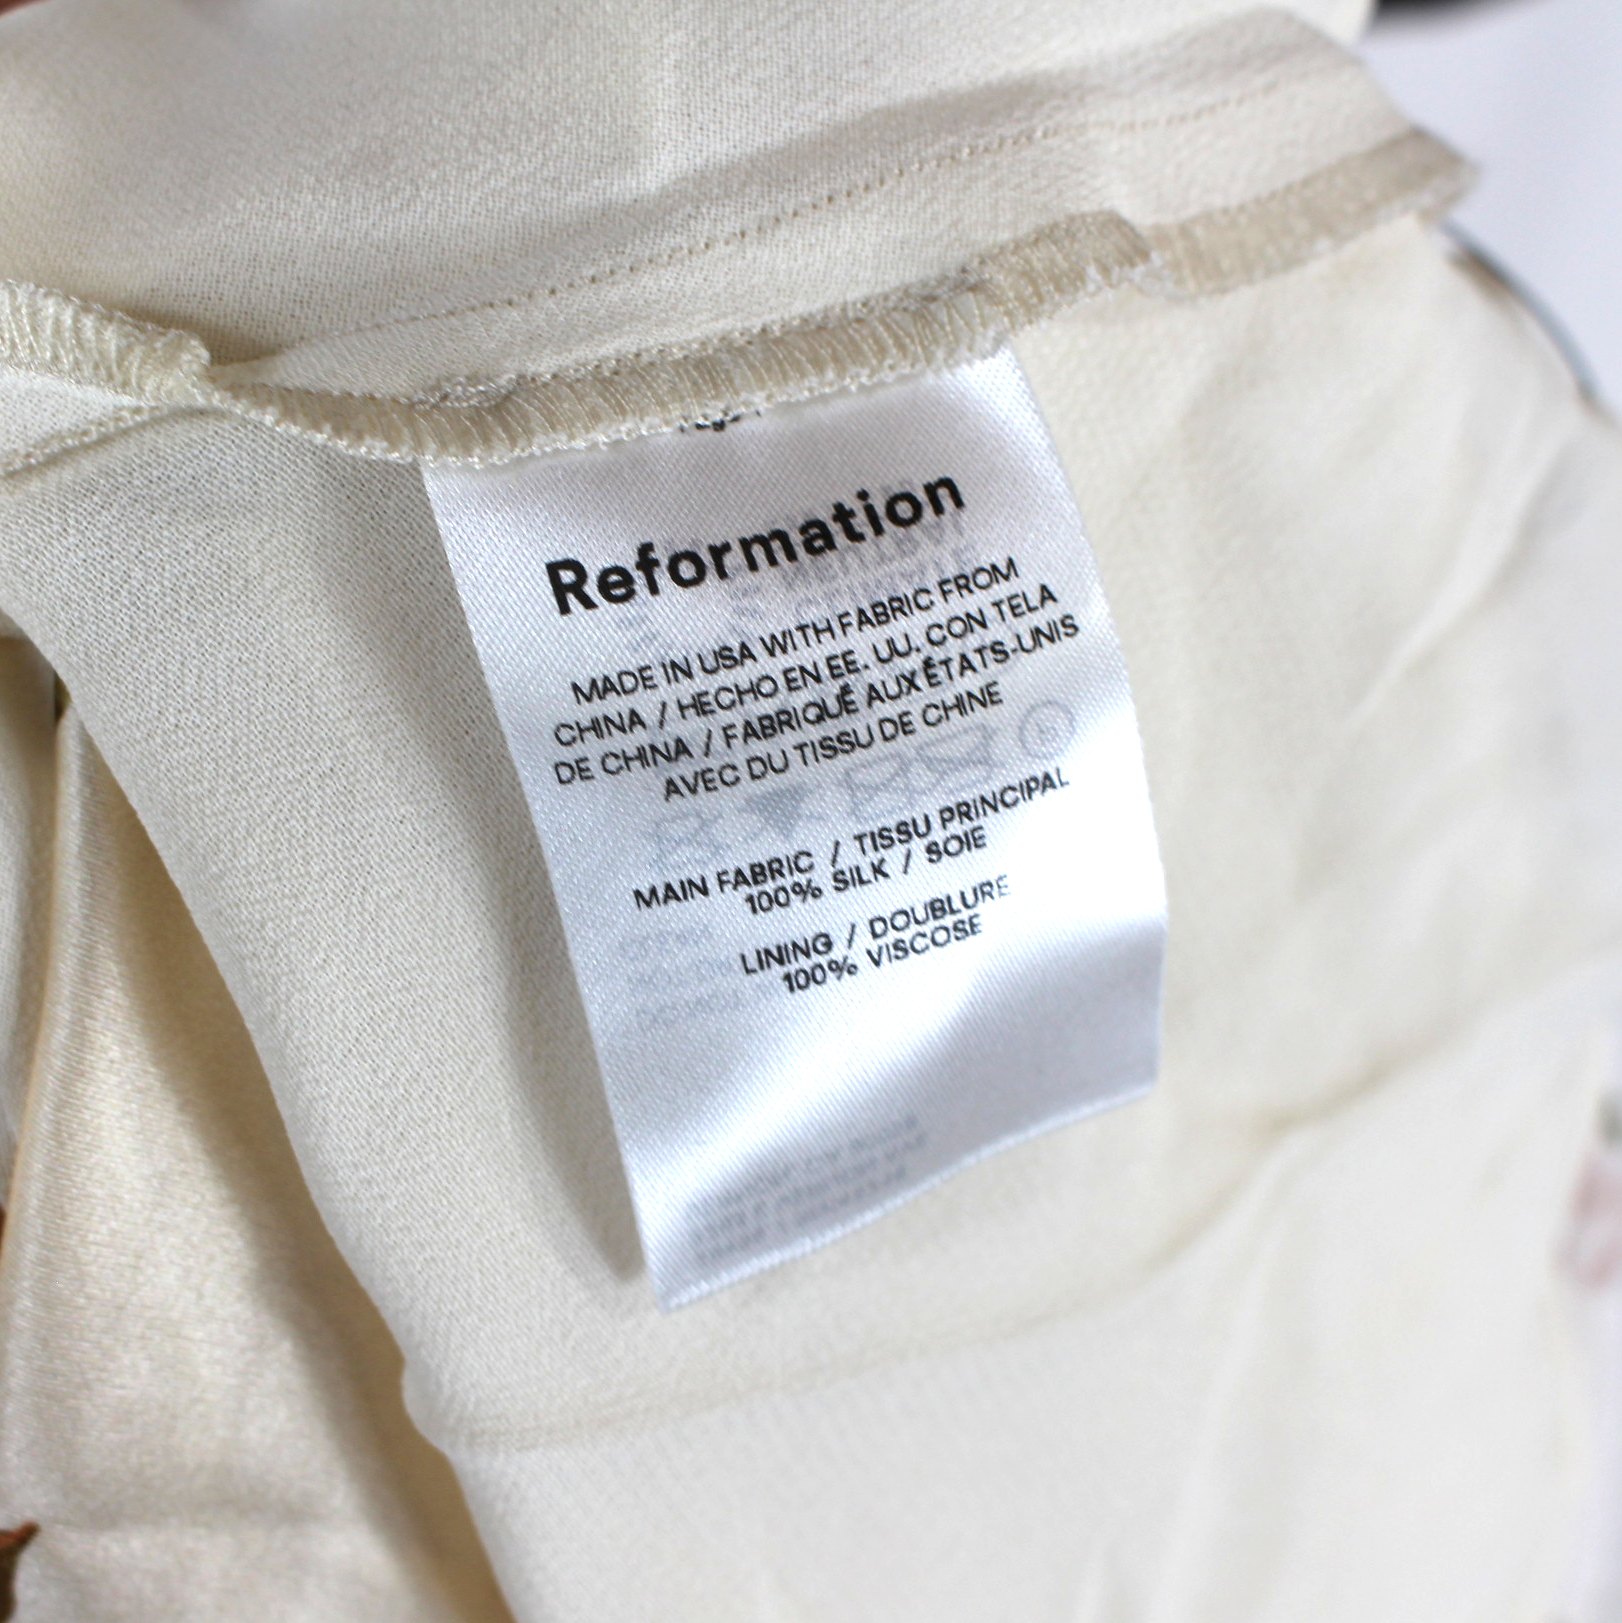 Reformation
MADE IN USA WITH FABRIC FROM
CHINA / HECHO EN EE. UU. CON TELA
DE CHINA / FABRIQUÉ AUX ÉTATS-UNIS
AVEC DU TISSU DE CHINE
MAIN FABRIC / TISSU PRINCIPAL
100% SILK / SOIE
LINING / DOUBLURE
100% VISCOSE